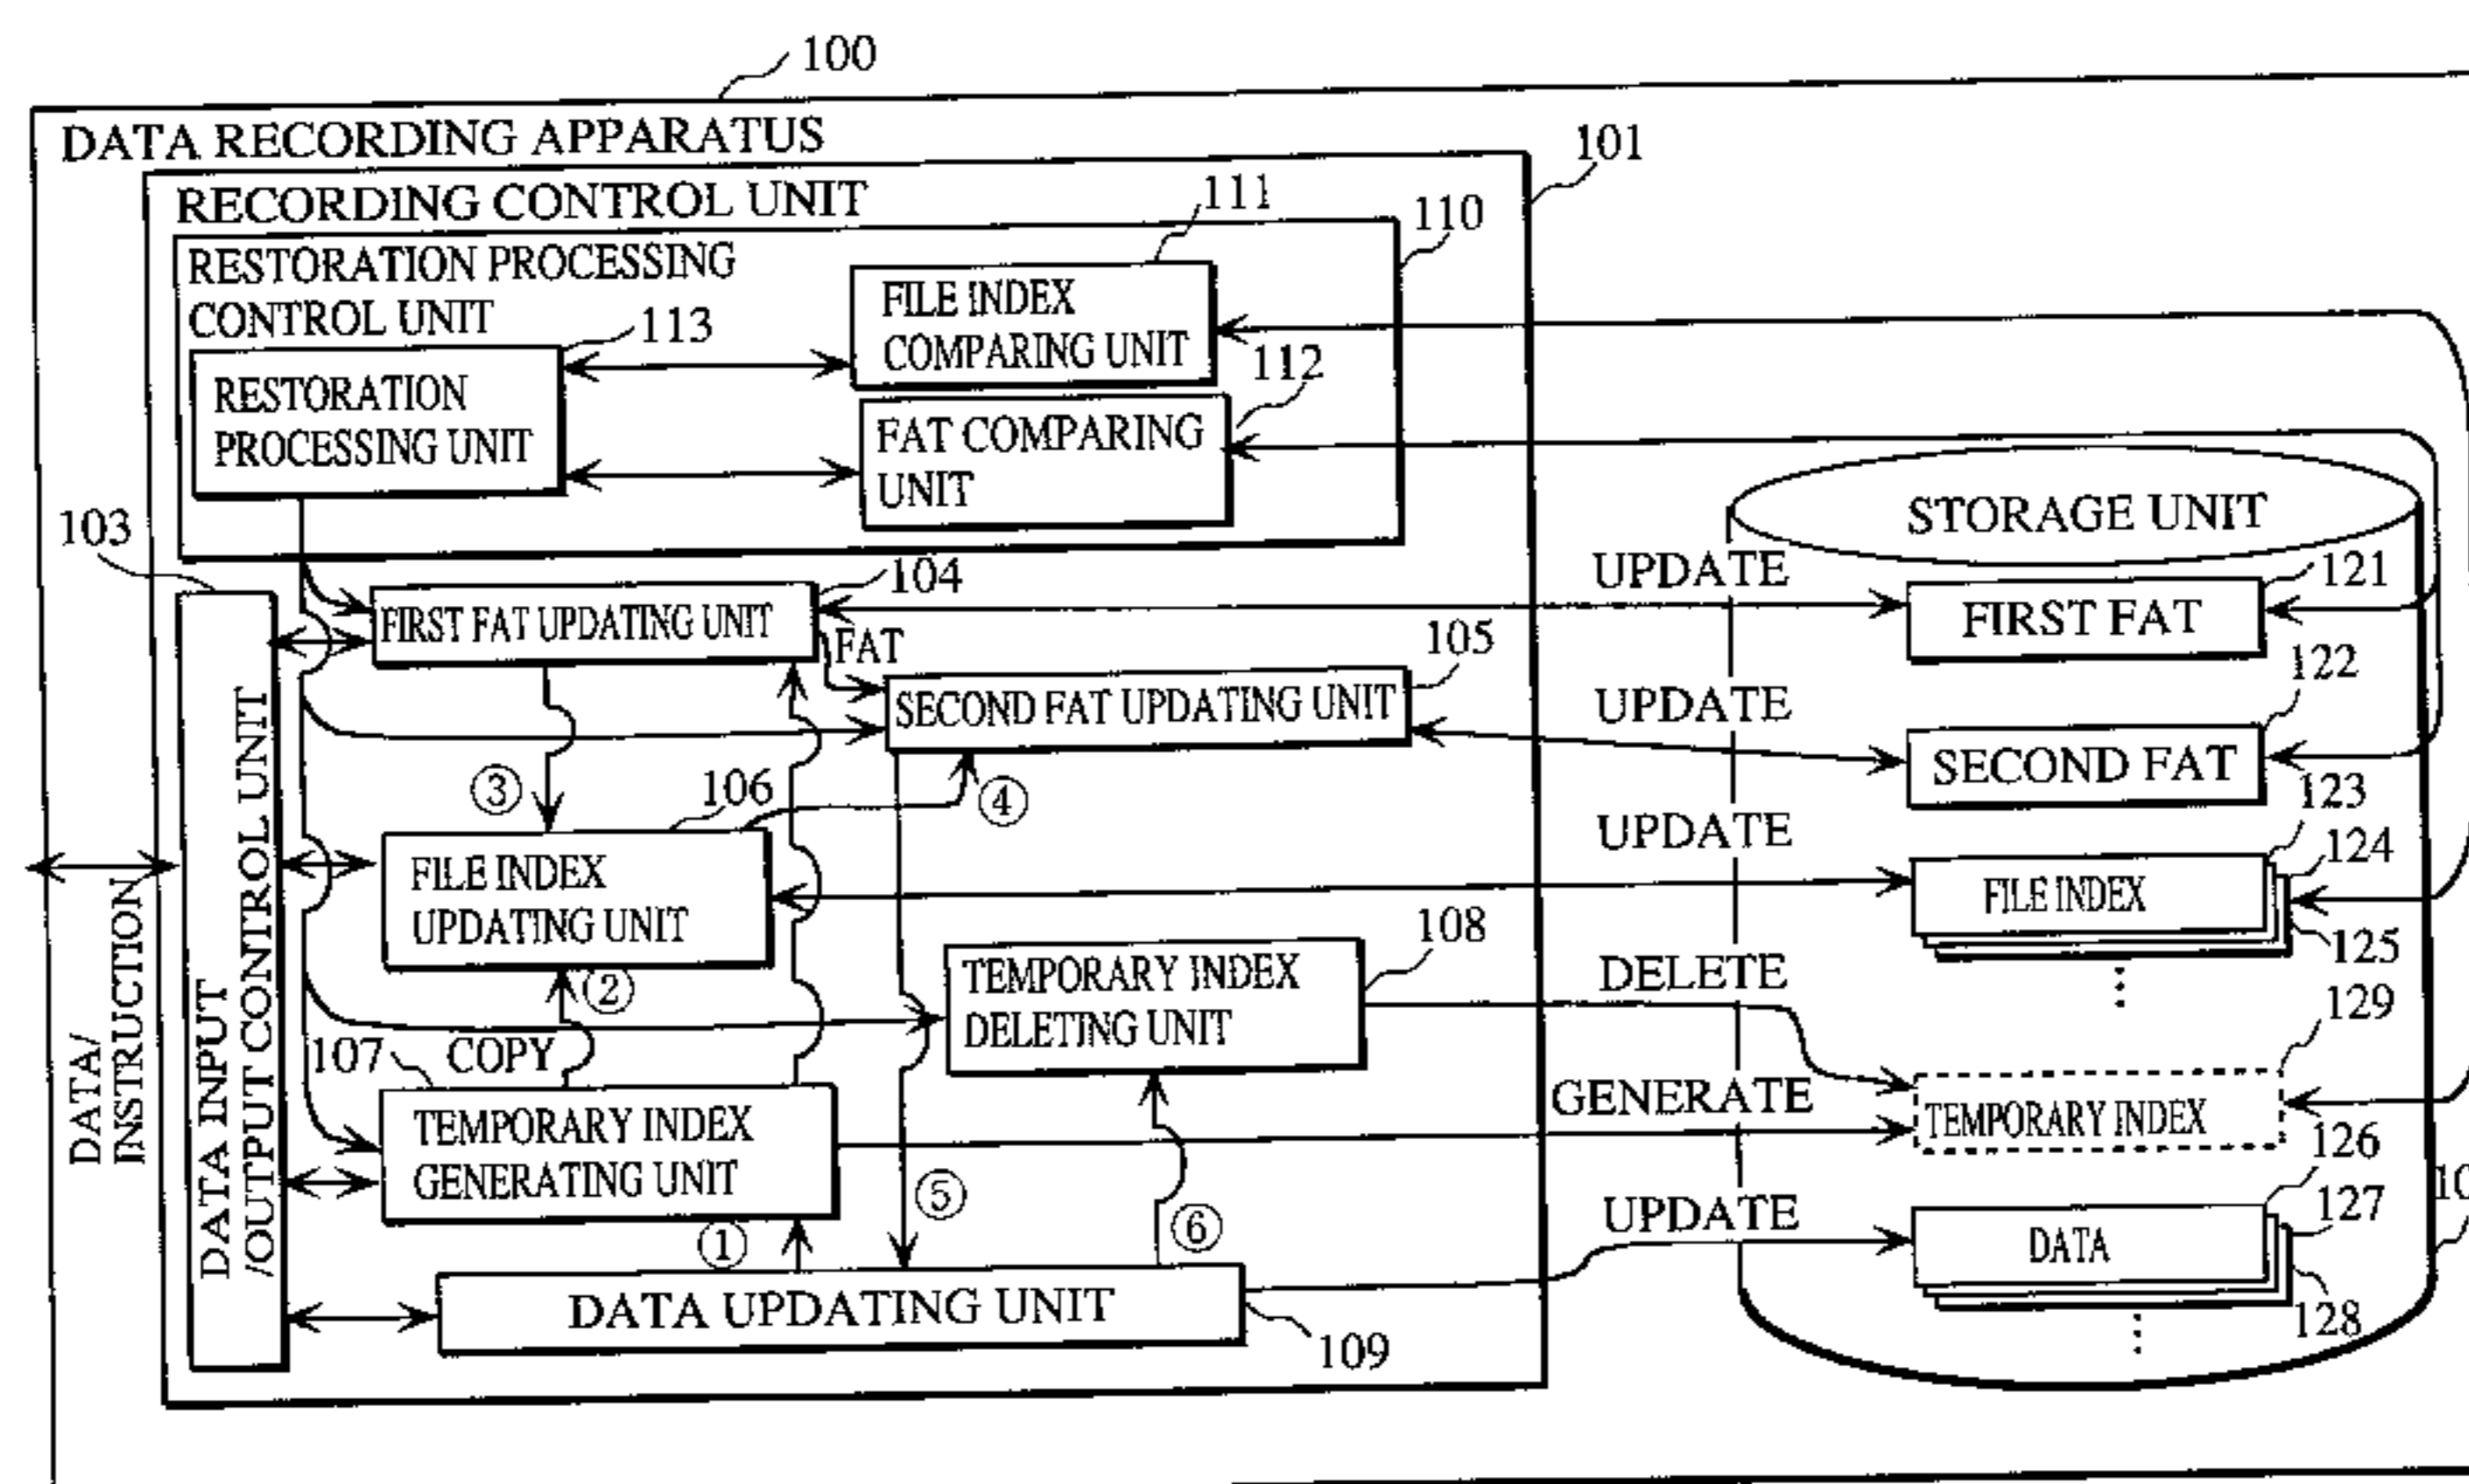 100
DATA RECORDING APPARATUS
101
RECORDING CONTROL UNIT
111
110
RESTORATION PROCESSING
CONTROL UNIT
113
FILE INDEX
COMPARING UNIT
112
RESTORATION
PROCESSING UNIT
FAT COMPARING
UNIT
103
STORAGE UNIT
104
UPDATE
121
FIRST FAT UPDATING UNIT
FIRST FAT
FAT
105
122
SECOND FAT UPDATING UNIT
UPDATE
SECOND FAT
③
106
④
123
UPDATE
124
FILE INDEX
UPDATING UNIT
FILE INDEX
125
108
②
TEMPORARY INDEX
DELETING UNIT
DELETE
129
107
COPY
GENERATE
TEMPORARY INDEX
GENERATING UNIT
TEMPORARY INDEX
126
⑤
⑥
①
UPDATE
127
DATA
128
DATA UPDATING UNIT
109
DATA/
INSTRUCTION
DATA INPUT
/OUTPUT CONTROL UNIT